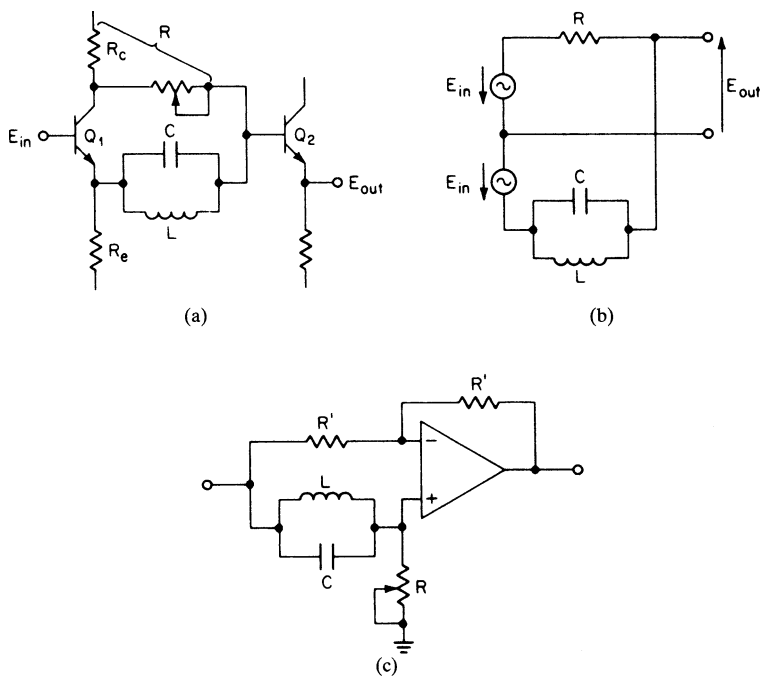 R
R
Rc
Ein
Eout
C
Ein
Q1
Q2
Eout
C
Ein
L
Re
L
(a)
(b)
R'
R'
−
L
+
C
R
(c)